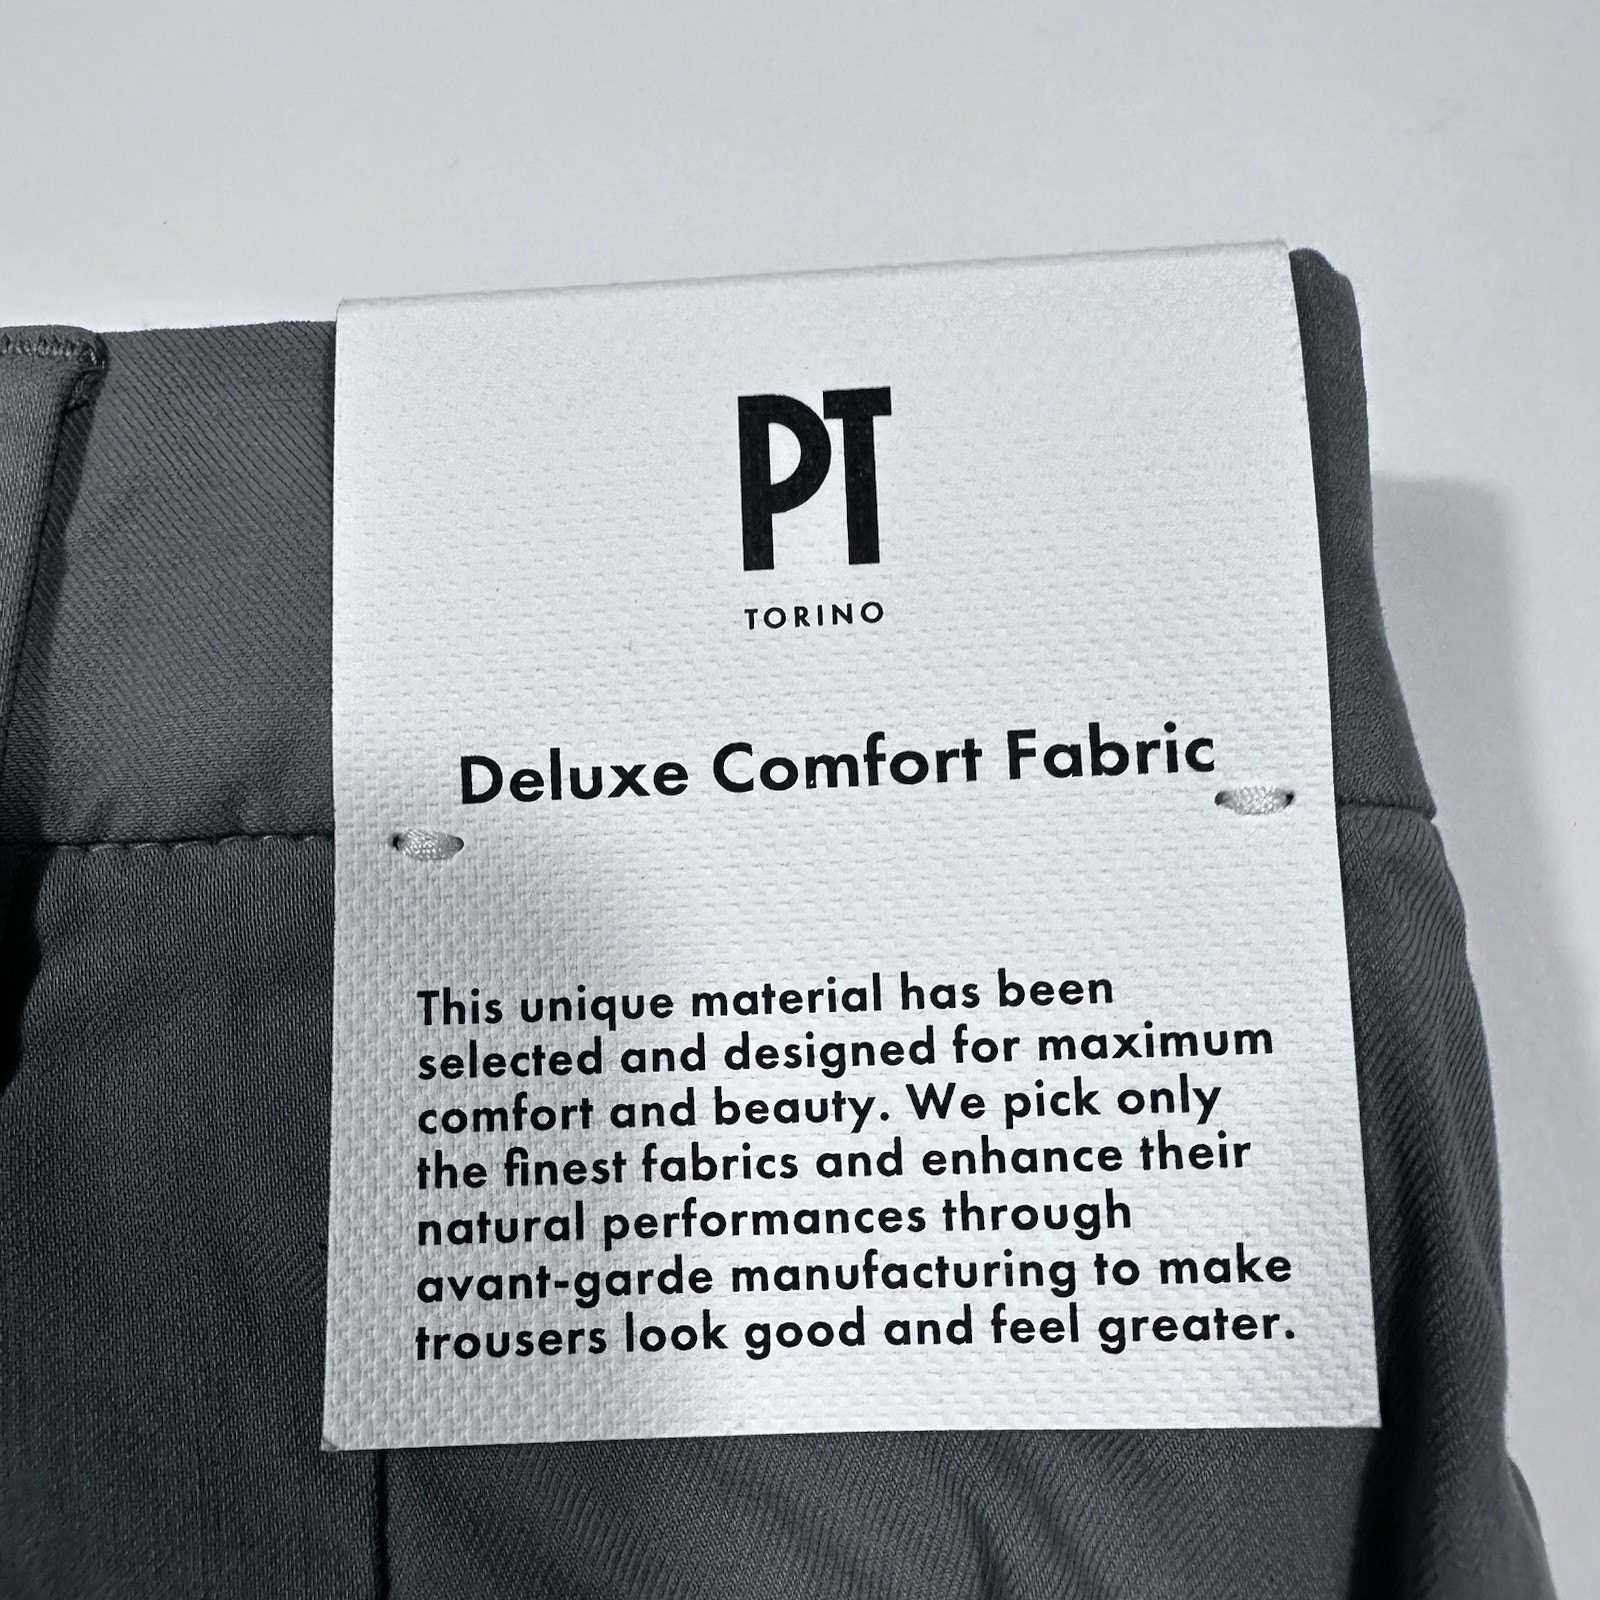 PT
TORINO
Deluxe Comfort Fabric
This unique material has been
selected and designed for maximum
comfort and beauty. We pick only
the finest fabrics and enhance their
natural performances through
avant-garde manufacturing to make
trousers look good and feel greater.